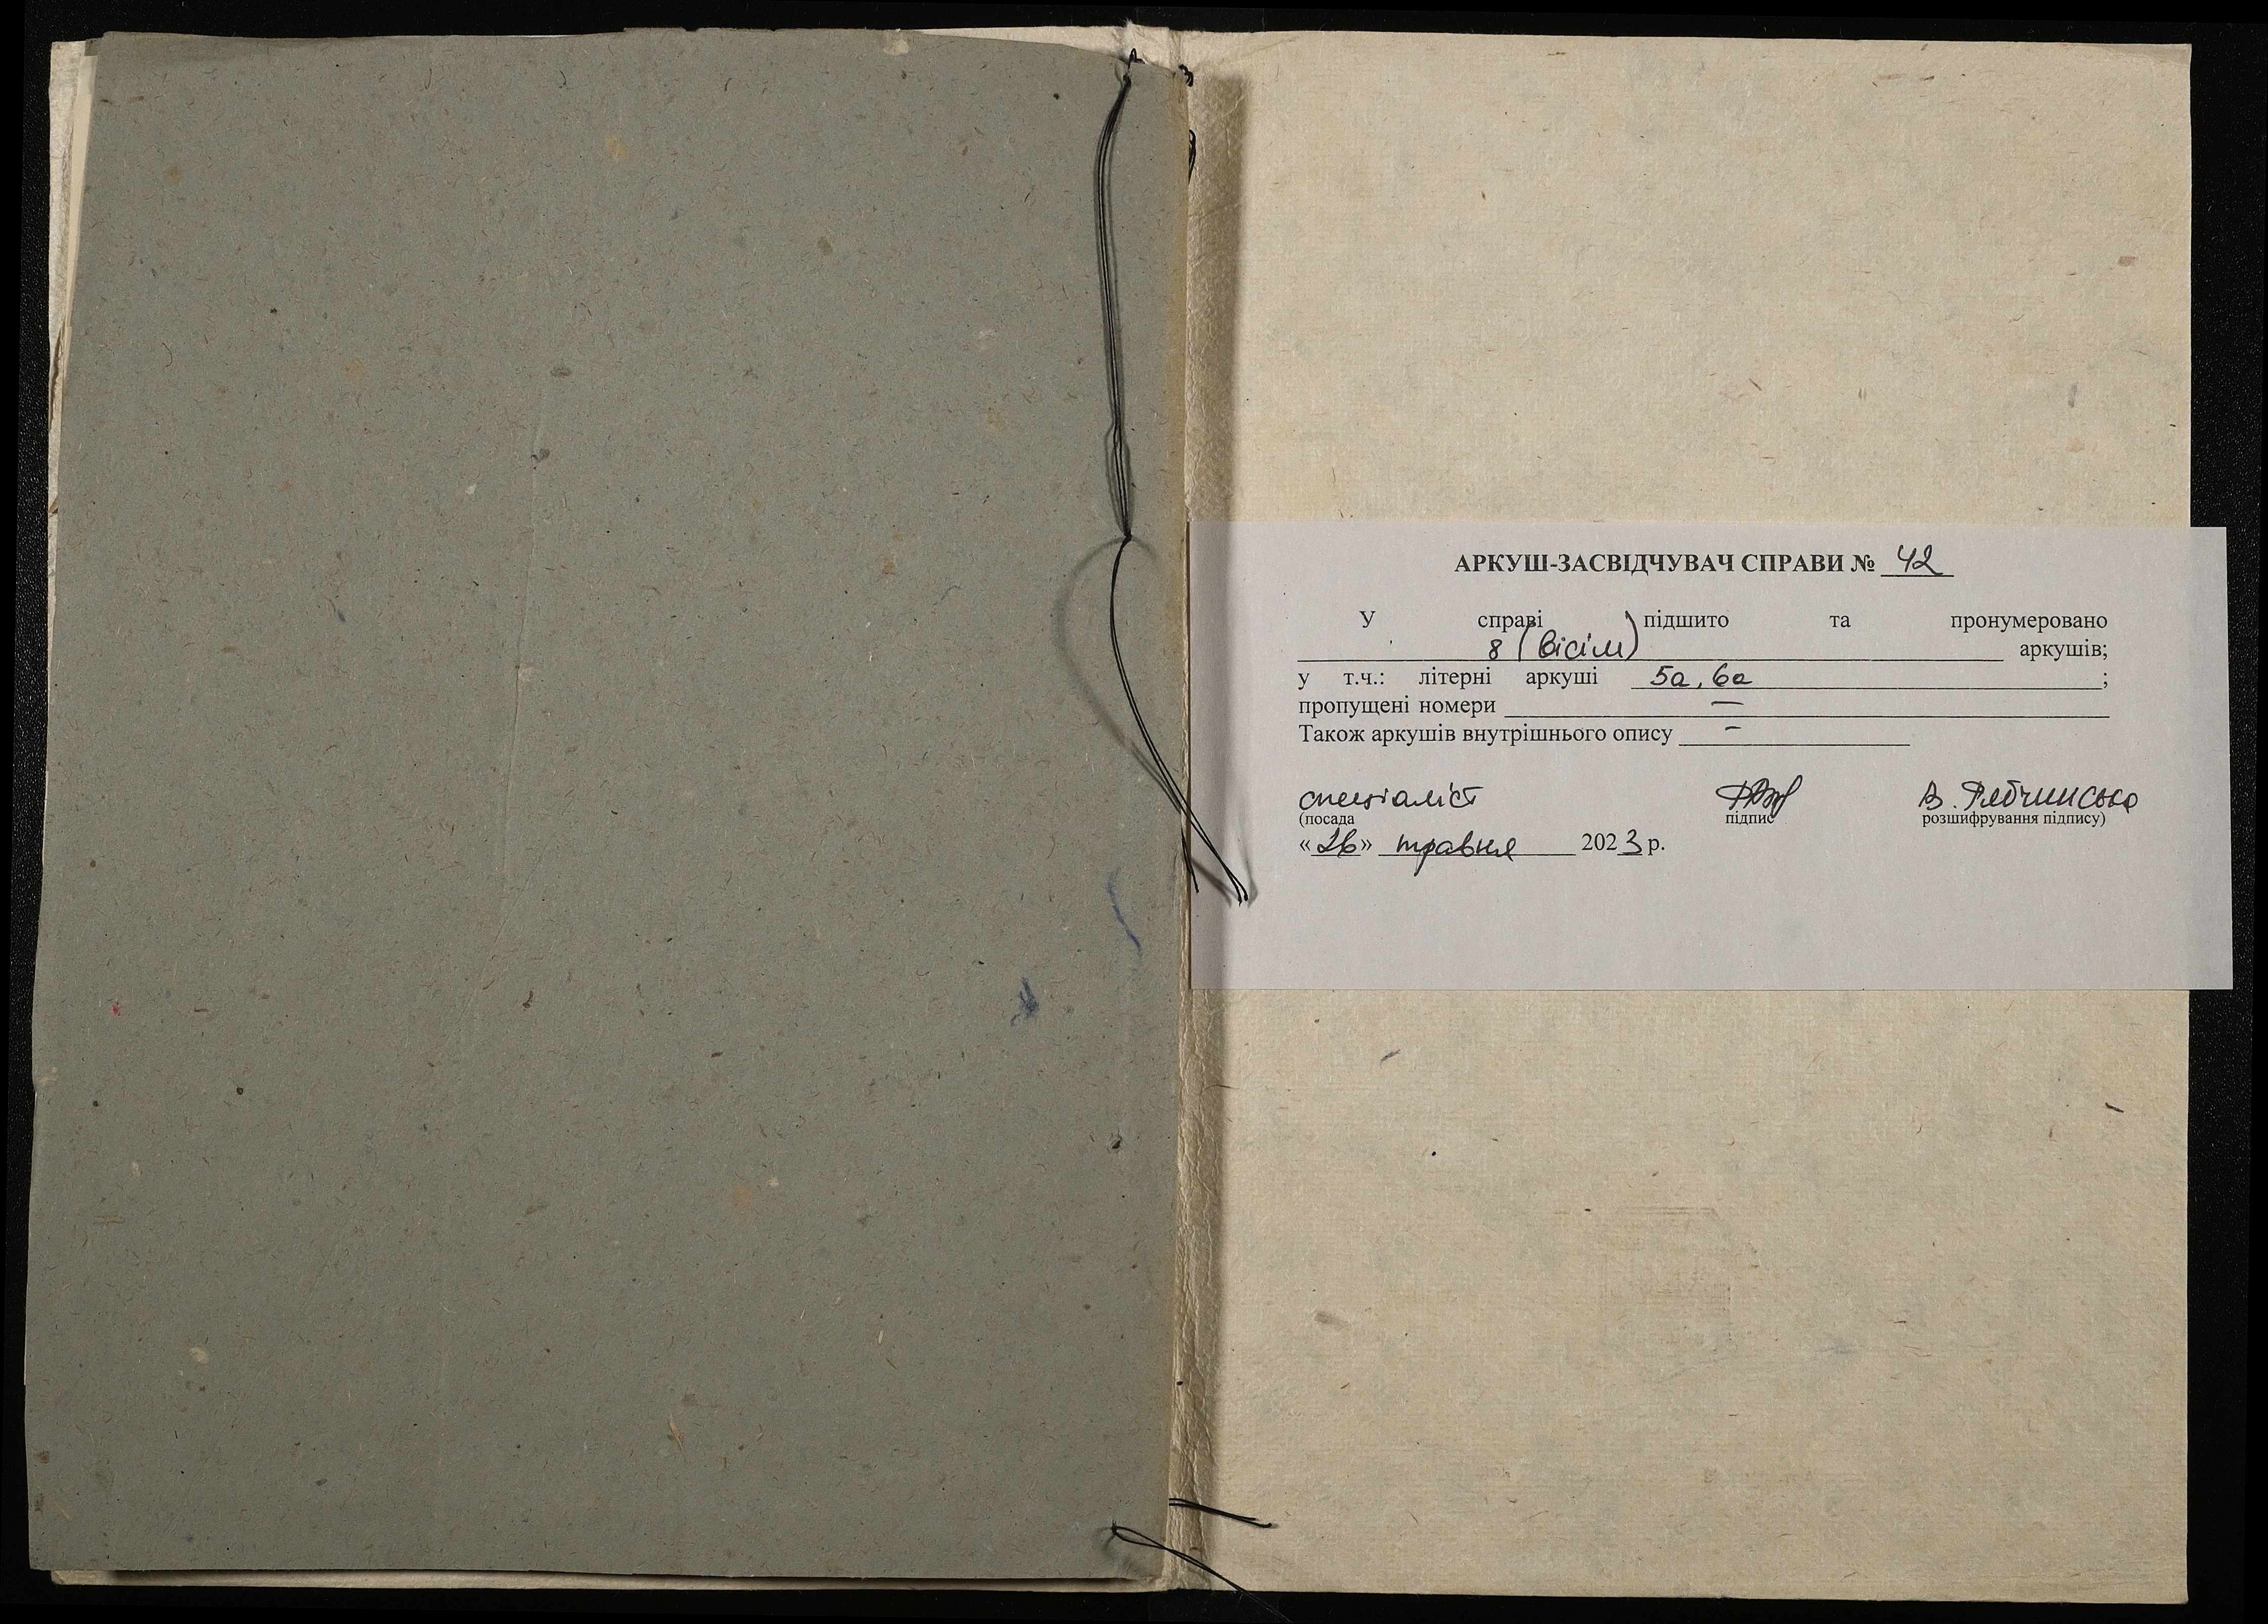 АРКУШ-ЗАСВІДЧУВАЧ СПРАВИ № 42
У справі підшито та пронумеровано
8 (вісім) аркушів;
у т.ч.: літерні аркуші 5а, 6а ;
пропущені номери —
Також аркушів внутрішнього опису –
спеціаліст В. Рябчинська
(посада підпис розшифрування підпису)
«26» травня 2023 р.